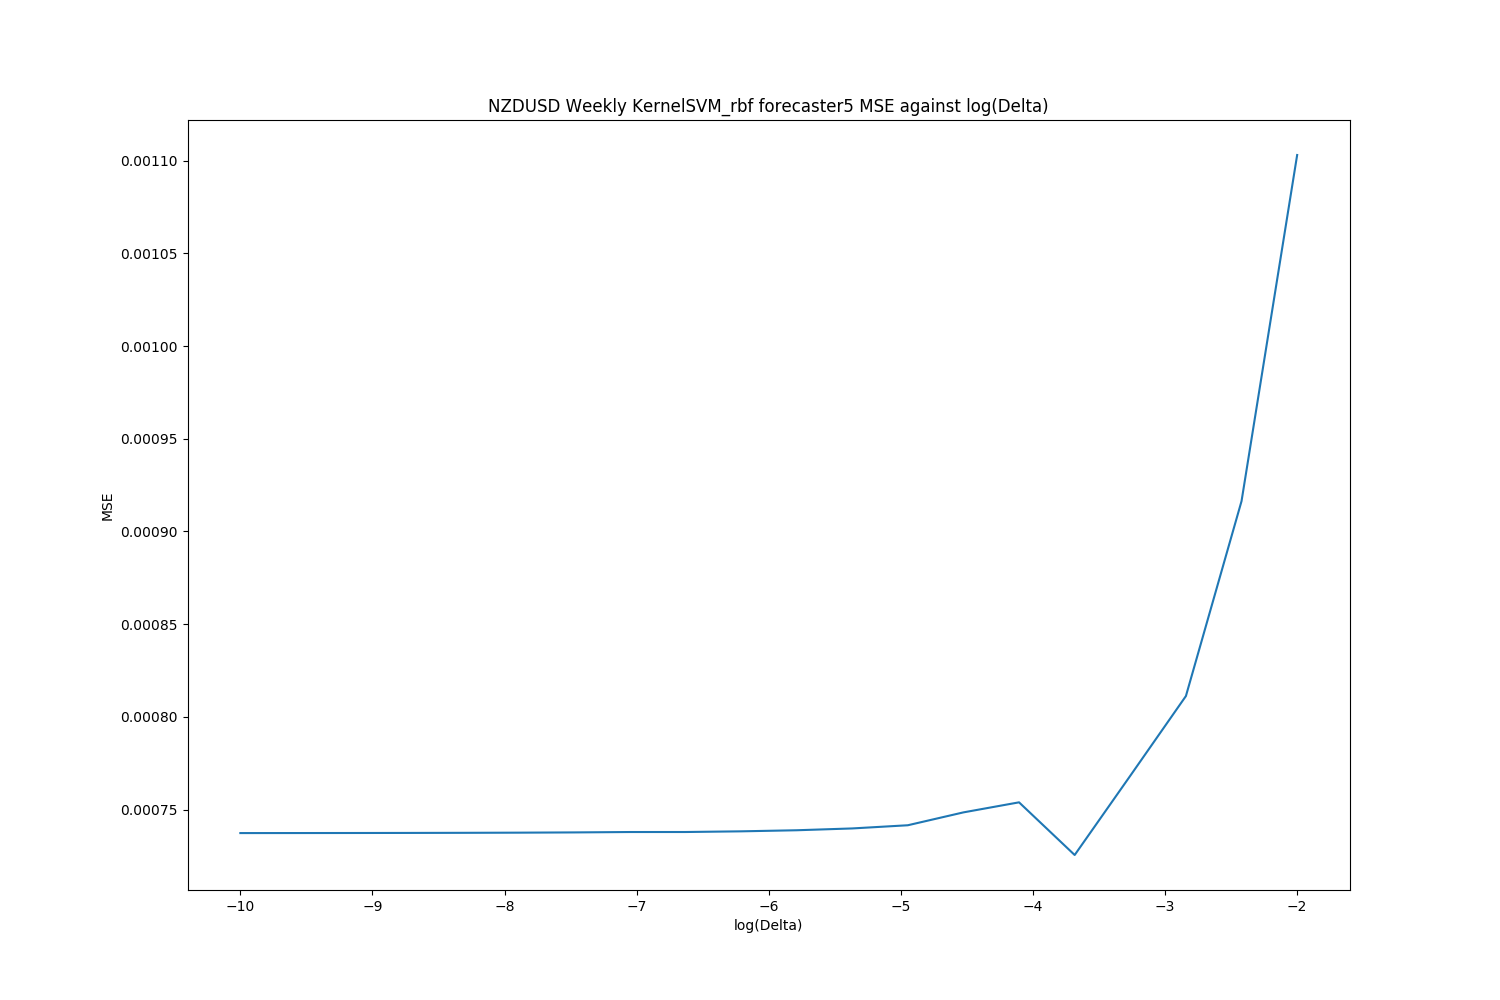 NZDUSD Weekly KernelSVM_rbf forecaster5 MSE against log(Delta)
0.00110
0.00105
0.00100
0.00095
0.00090
0.00085
0.00080
0.00075
MSE
−10 −9 −8 −7 −6 −5 −4 −3 −2
log(Delta)